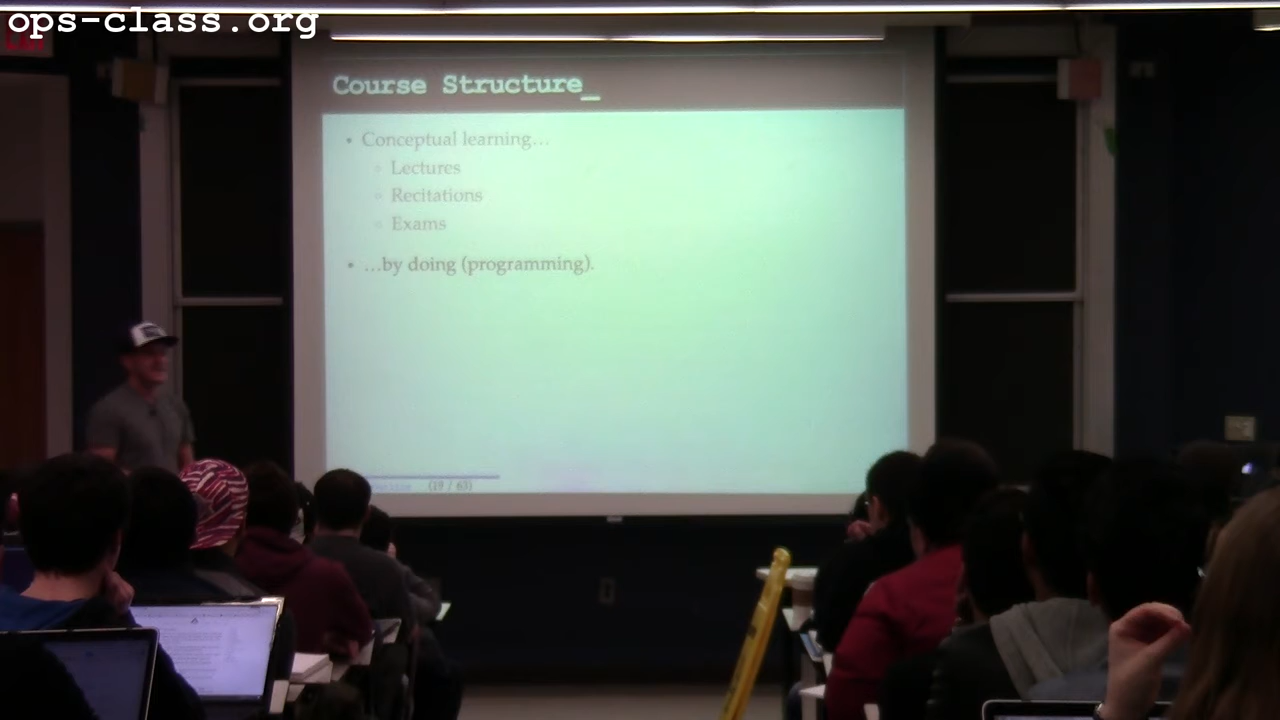 ops-class.org
Course Structure_
• Conceptual learning...
◦ Lectures
◦ Recitations
◦ Exams
• ...by doing (programming).
(19 / 63)